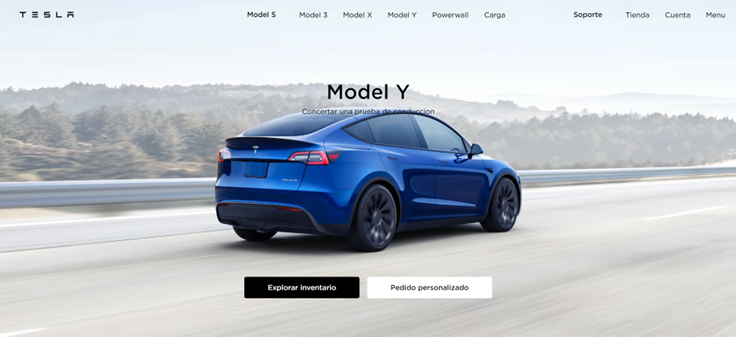 TESLA
Model S Model 3 Model X Model Y Powerwall Carga
Soporte Tienda Cuenta Menu
Model Y
Concertar una prueba de conduccion
Explorar inventario
Pedido personalizado